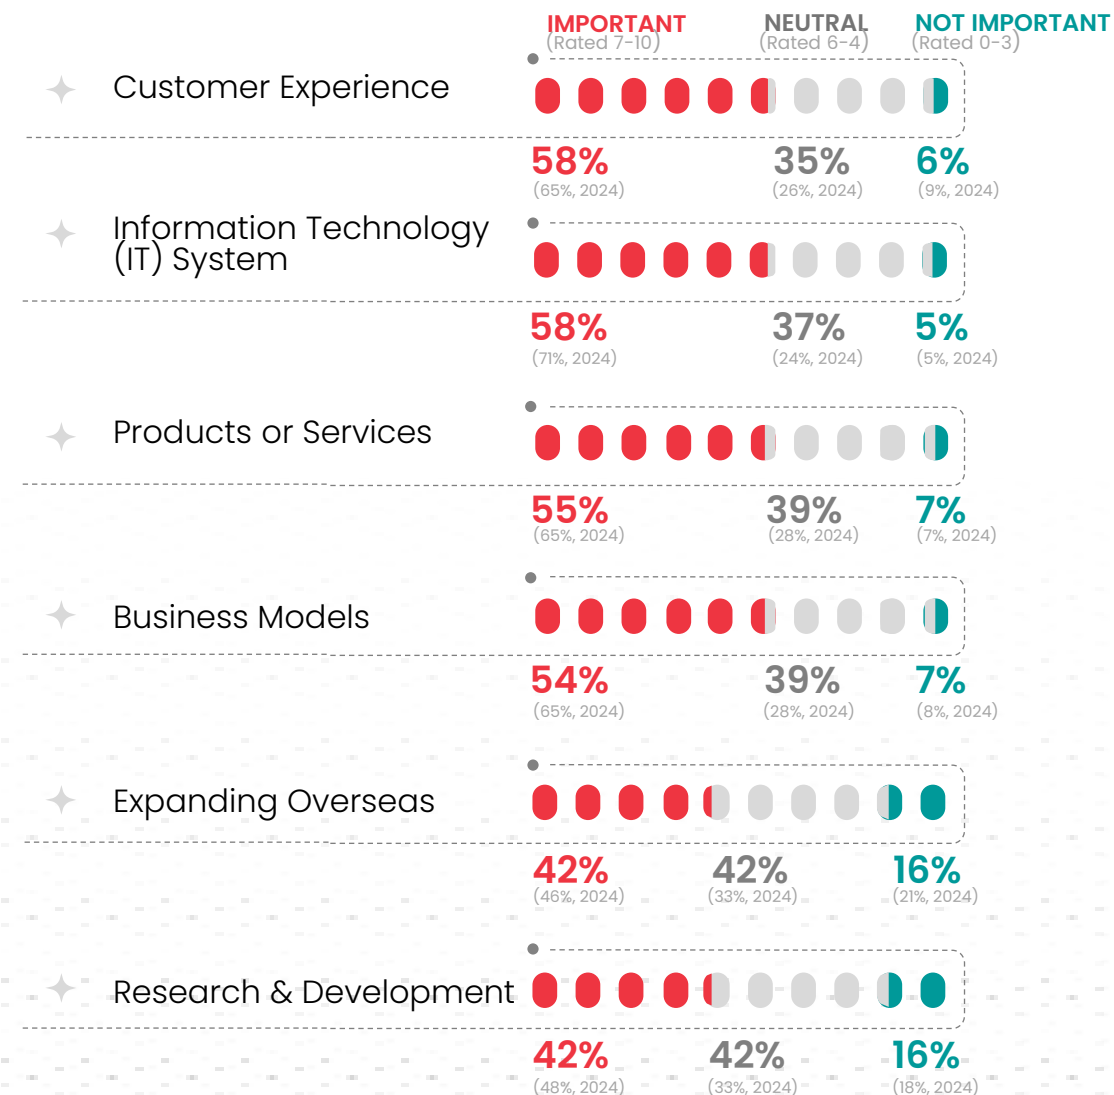 IMPORTANT NEUTRAL NOT IMPORTANT
(Rated 7-10) (Rated 6-4) (Rated 0-3)
Customer Experience
58% 35% 6%
(65%, 2024) (26%, 2024) (9%, 2024)
Information Technology
(IT) System
58% 37% 5%
(71%, 2024) (24%, 2024) (5%, 2024)
Products or Services
55% 39% 7%
(65%, 2024) (28%, 2024) (7%, 2024)
Business Models
54% 39% 7%
(65%, 2024) (28%, 2024) (8%, 2024)
Expanding Overseas
42% 42% 16%
(46%, 2024) (33%, 2024) (21%, 2024)
Research & Development
42% 42% 16%
(48%, 2024) (33%, 2024) (18%, 2024)